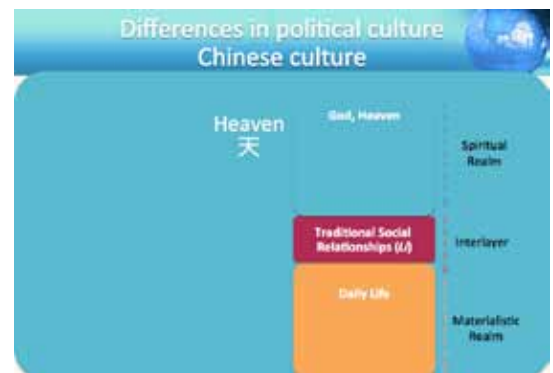 Differences in political culture
Chinese culture
Heaven
天
God, Heaven
Spiritual
Realm
Traditional Social
Relationships (Li)
Interlayer
Daily Life
Materialistic
Realm